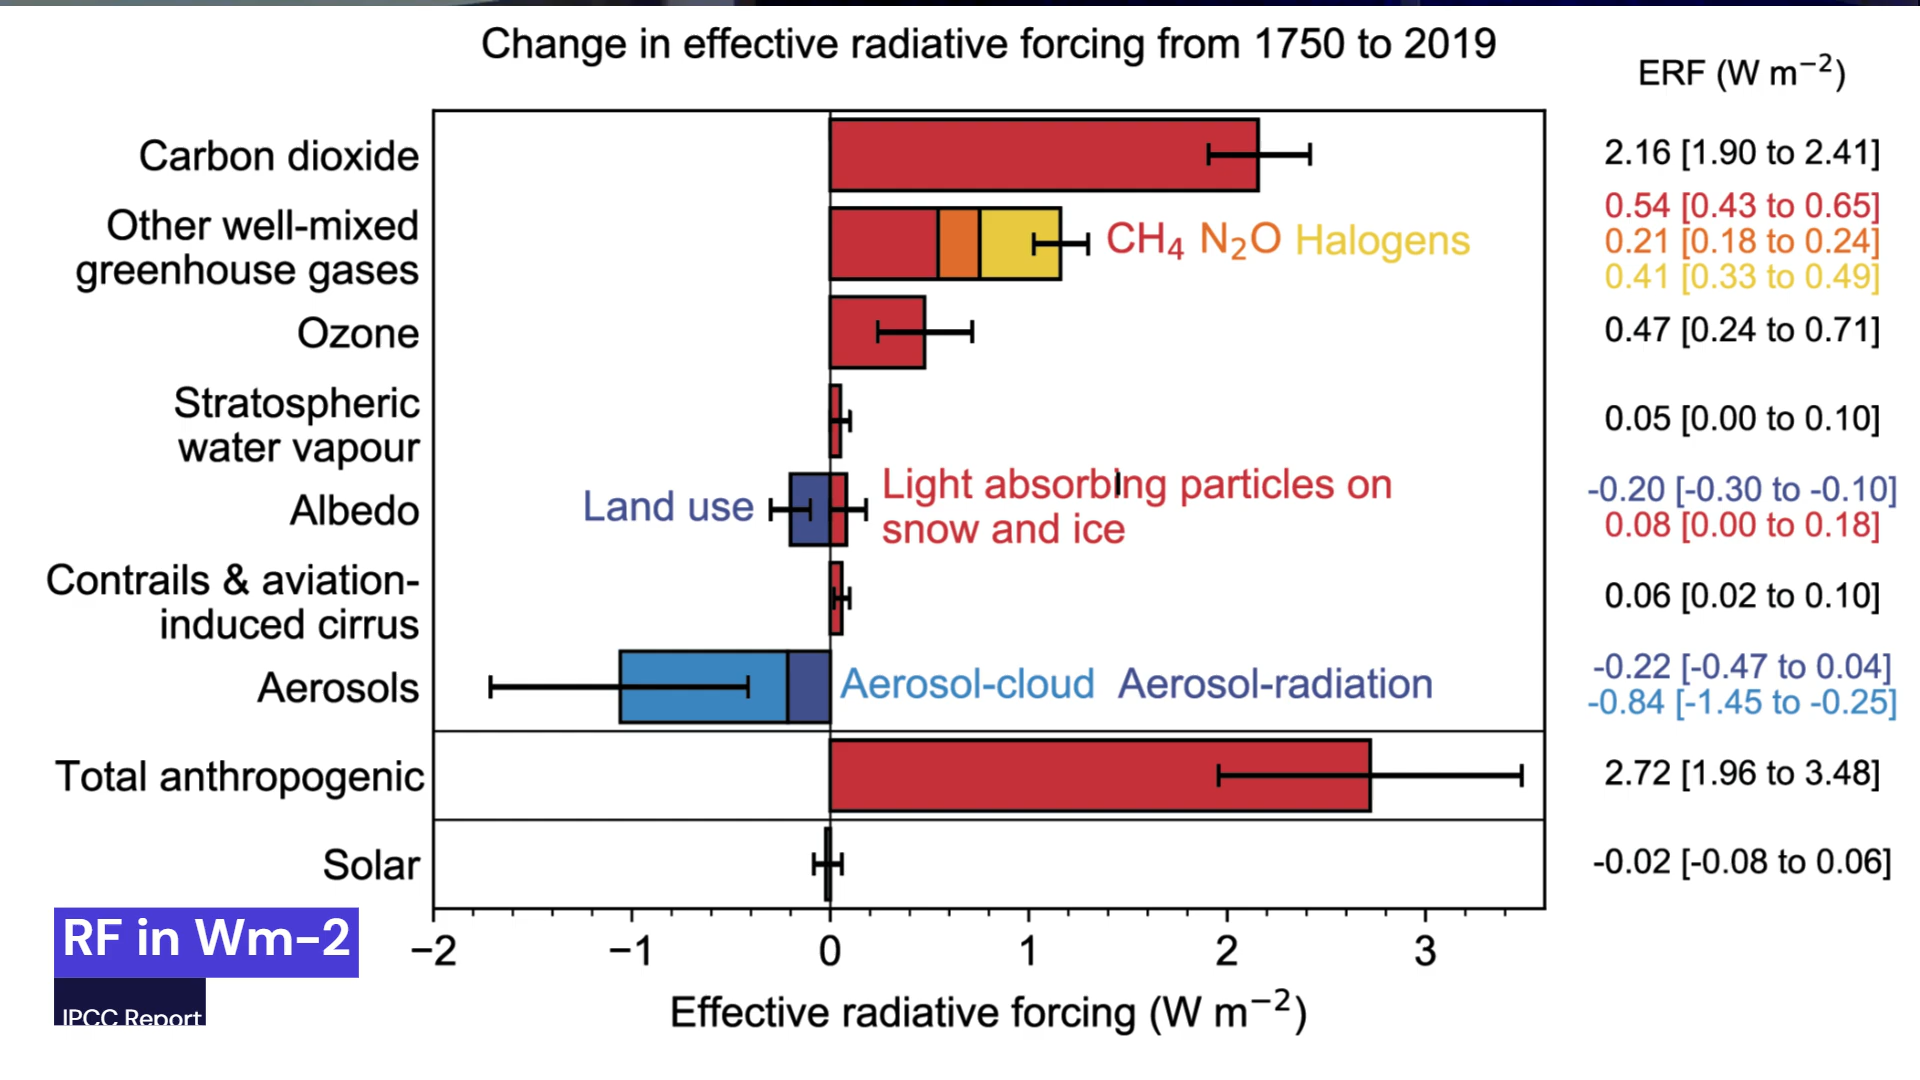 Change in effective radiative forcing from 1750 to 2019
ERF (W m⁻²)
Carbon dioxide
2.16 [1.90 to 2.41]
Other well-mixed
greenhouse gases
CH₄ N₂O Halogens
0.54 [0.43 to 0.65]
0.21 [0.18 to 0.24]
0.41 [0.33 to 0.49]
Ozone
0.47 [0.24 to 0.71]
Stratospheric
water vapour
0.05 [0.00 to 0.10]
Albedo
Land use
Light absorbing particles on
snow and ice
-0.20 [-0.30 to -0.10]
0.08 [0.00 to 0.18]
Contrails & aviation-
induced cirrus
0.06 [0.02 to 0.10]
Aerosols
Aerosol-cloud Aerosol-radiation
-0.22 [-0.47 to 0.04]
-0.84 [-1.45 to -0.25]
Total anthropogenic
2.72 [1.96 to 3.48]
Solar
-0.02 [-0.08 to 0.06]
−2 −1 0 1 2 3
Effective radiative forcing (W m⁻²)
RF in Wm-2
IPCC Report